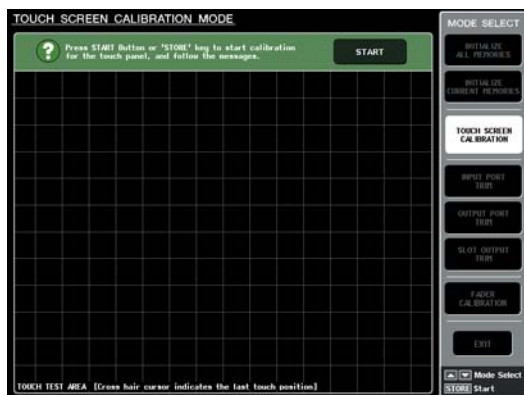 TOUCH SCREEN CALIBRATION MODE
Press START Button or 'STORE' key to start calibration
for the touch panel, and follow the messages.
START
TOUCH TEST AREA [Cross hair cursor indicates the last touch position]
MODE SELECT
INITIALIZE
ALL MEMORIES
INITIALIZE
CURRENT MEMORIES
TOUCH SCREEN
CALIBRATION
INPUT PORT
TRIM
OUTPUT PORT
TRIM
SLOT OUTPUT
TRIM
FADER
CALIBRATION
EXIT
Mode Select
STORE Start